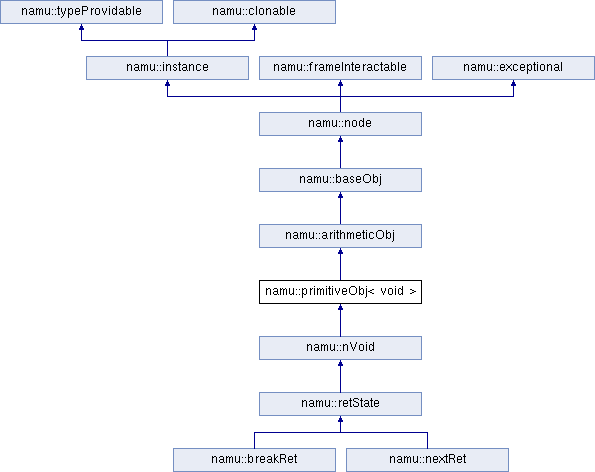 namu::typeProvidable
namu::clonable
namu::instance
namu::frameInteractable
namu::exceptional
namu::node
namu::baseObj
namu::arithmeticObj
namu::primitiveObj< void >
namu::nVoid
namu::retState
namu::breakRet
namu::nextRet